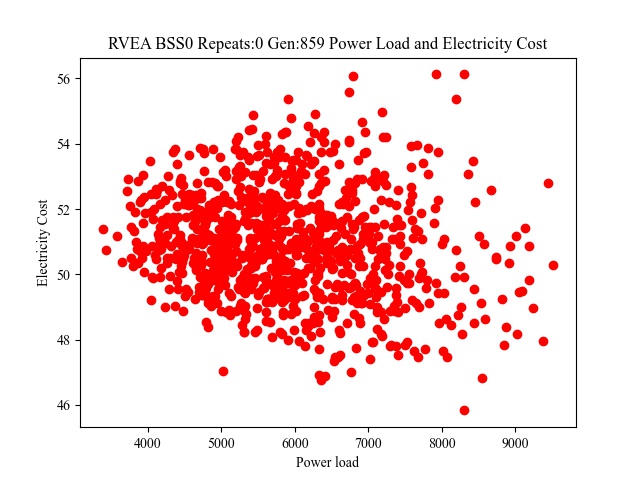 RVEA BSS0 Repeats:0 Gen:859 Power Load and Electricity Cost
56
54
52
50
48
46
Electricity Cost
4000 5000 6000 7000 8000 9000
Power load